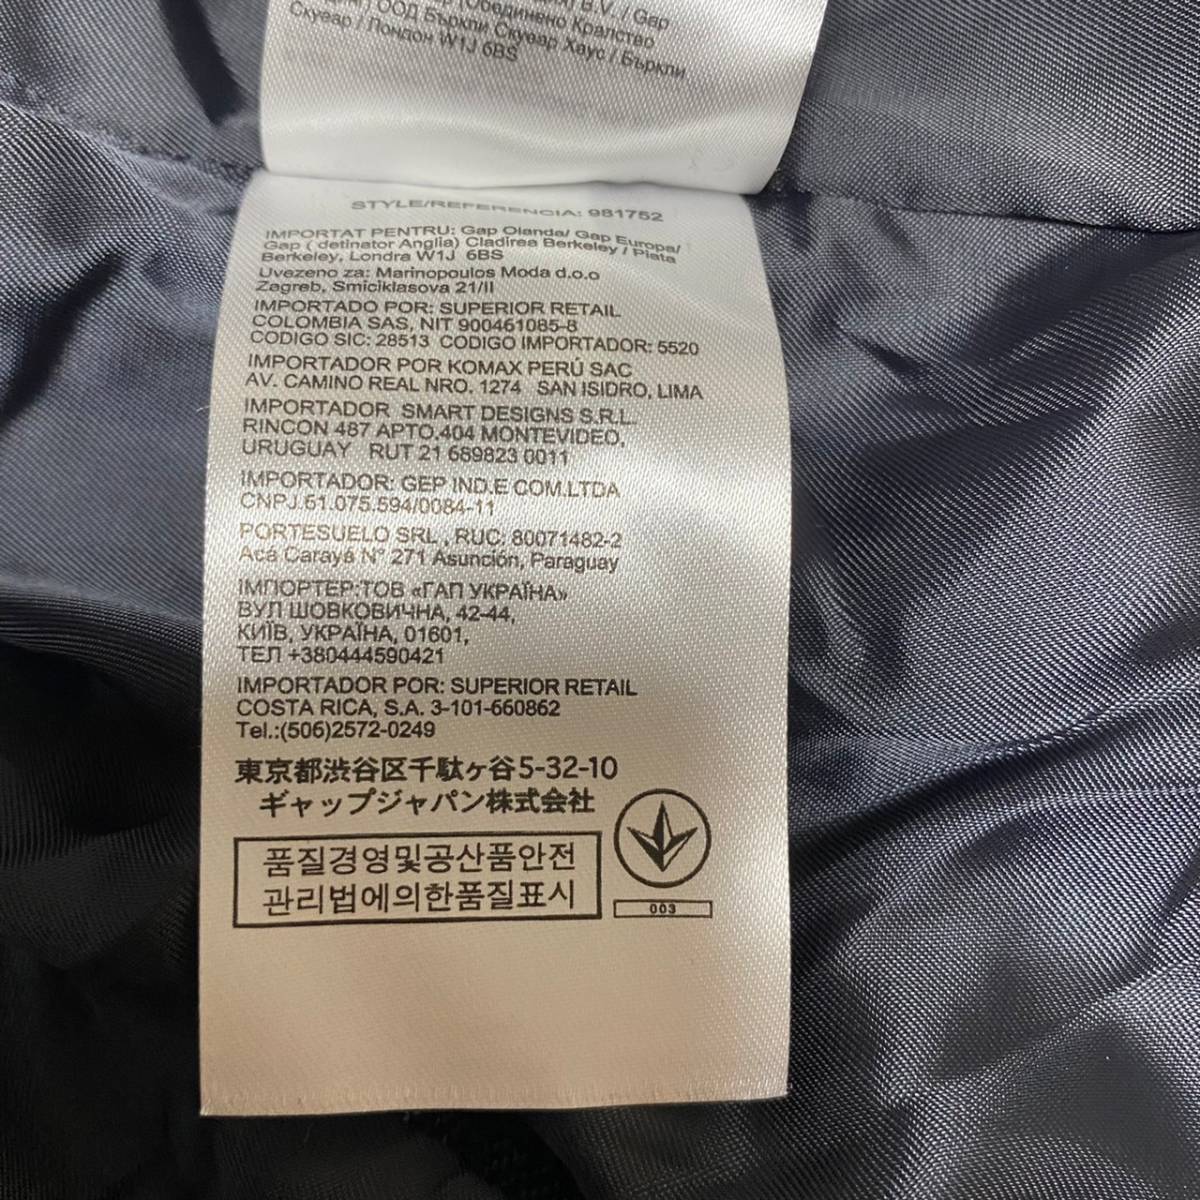 B.V. / Gap
(Обединено Кралство
ООД Бъркли Скуеар Хаус / Бъркли
Скуеар / Лондон W1J 6BS
STYLE/REFERENCIA: 981752
IMPORTAT PENTRU: Gap Olanda/ Gap Europa/
Gap ( detinator Anglia) Cladirea Berkeley / Piata
Berkeley, Londra W1J 6BS
Uvezeno za: Marinopoulos Moda d.o.o
Zagreb, Smiciklasova 21/II
IMPORTADO POR: SUPERIOR RETAIL
COLOMBIA SAS, NIT 900461085-8
CODIGO SIC: 28513 CODIGO IMPORTADOR: 5520
IMPORTADOR POR KOMAX PERÚ SAC
AV. CAMINO REAL NRO. 1274 SAN ISIDRO, LIMA
IMPORTADOR SMART DESIGNS S.R.L.
RINCON 487 APTO.404 MONTEVIDEO,
URUGUAY RUT 21 689823 0011
IMPORTADOR: GEP IND.E COM.LTDA
CNPJ.61.075.594/0084-11
PORTESUELO SRL , RUC: 80071482-2
Acá Carayá N° 271 Asunción, Paraguay
ІМПОРТЕР:ТОВ «ГАП УКРАЇНА»
ВУЛ ШОВКОВИЧНА, 42-44,
КИЇВ, УКРАЇНА, 01601,
ТЕЛ +380444590421
IMPORTADOR POR: SUPERIOR RETAIL
COSTA RICA, S.A. 3-101-660862
Tel.:(506)2572-0249
東京都渋谷区千駄ヶ谷5-32-10
ギャップジャパン株式会社
품질경영및공산품안전
관리법에의한품질표시
003